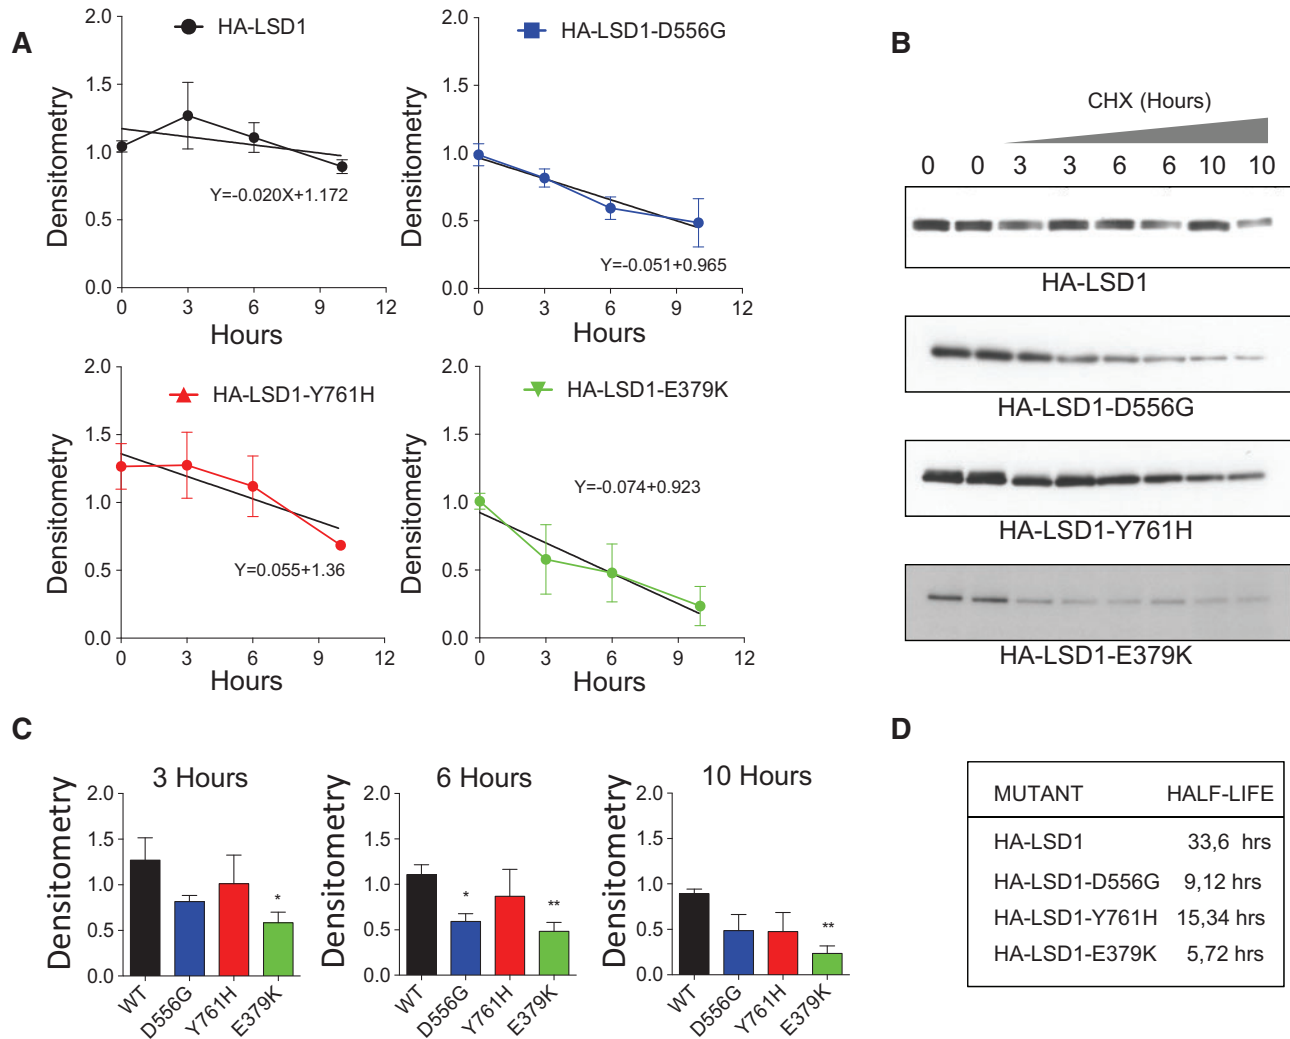 A
HA-LSD1
Densitometry
2.0
1.5
1.0
0.5
0.0
Y=-0.020X+1.172
0 3 6 9 12
Hours
HA-LSD1-D556G
Densitometry
2.0
1.5
1.0
0.5
0.0
Y=-0.051+0.965
0 3 6 9 12
Hours
HA-LSD1-Y761H
Densitometry
2.0
1.5
1.0
0.5
0.0
Y=0.055+1.36
0 3 6 9 12
Hours
HA-LSD1-E379K
Densitometry
2.0
1.5
1.0
0.5
0.0
Y=-0.074+0.923
0 3 6 9 12
Hours
B
CHX (Hours)
0 0 3 3 6 6 10 10
HA-LSD1
HA-LSD1-D556G
HA-LSD1-Y761H
HA-LSD1-E379K
C
3 Hours
Densitometry
2.0
1.5
1.0
0.5
0.0
*
WT D556G Y761H E379K
6 Hours
Densitometry
2.0
1.5
1.0
0.5
0.0
*
**
WT D556G Y761H E379K
10 Hours
Densitometry
2.0
1.5
1.0
0.5
0.0
**
WT D556G Y761H E379K
D
MUTANT HALF-LIFE
HA-LSD1 33,6 hrs
HA-LSD1-D556G 9,12 hrs
HA-LSD1-Y761H 15,34 hrs
HA-LSD1-E379K 5,72 hrs